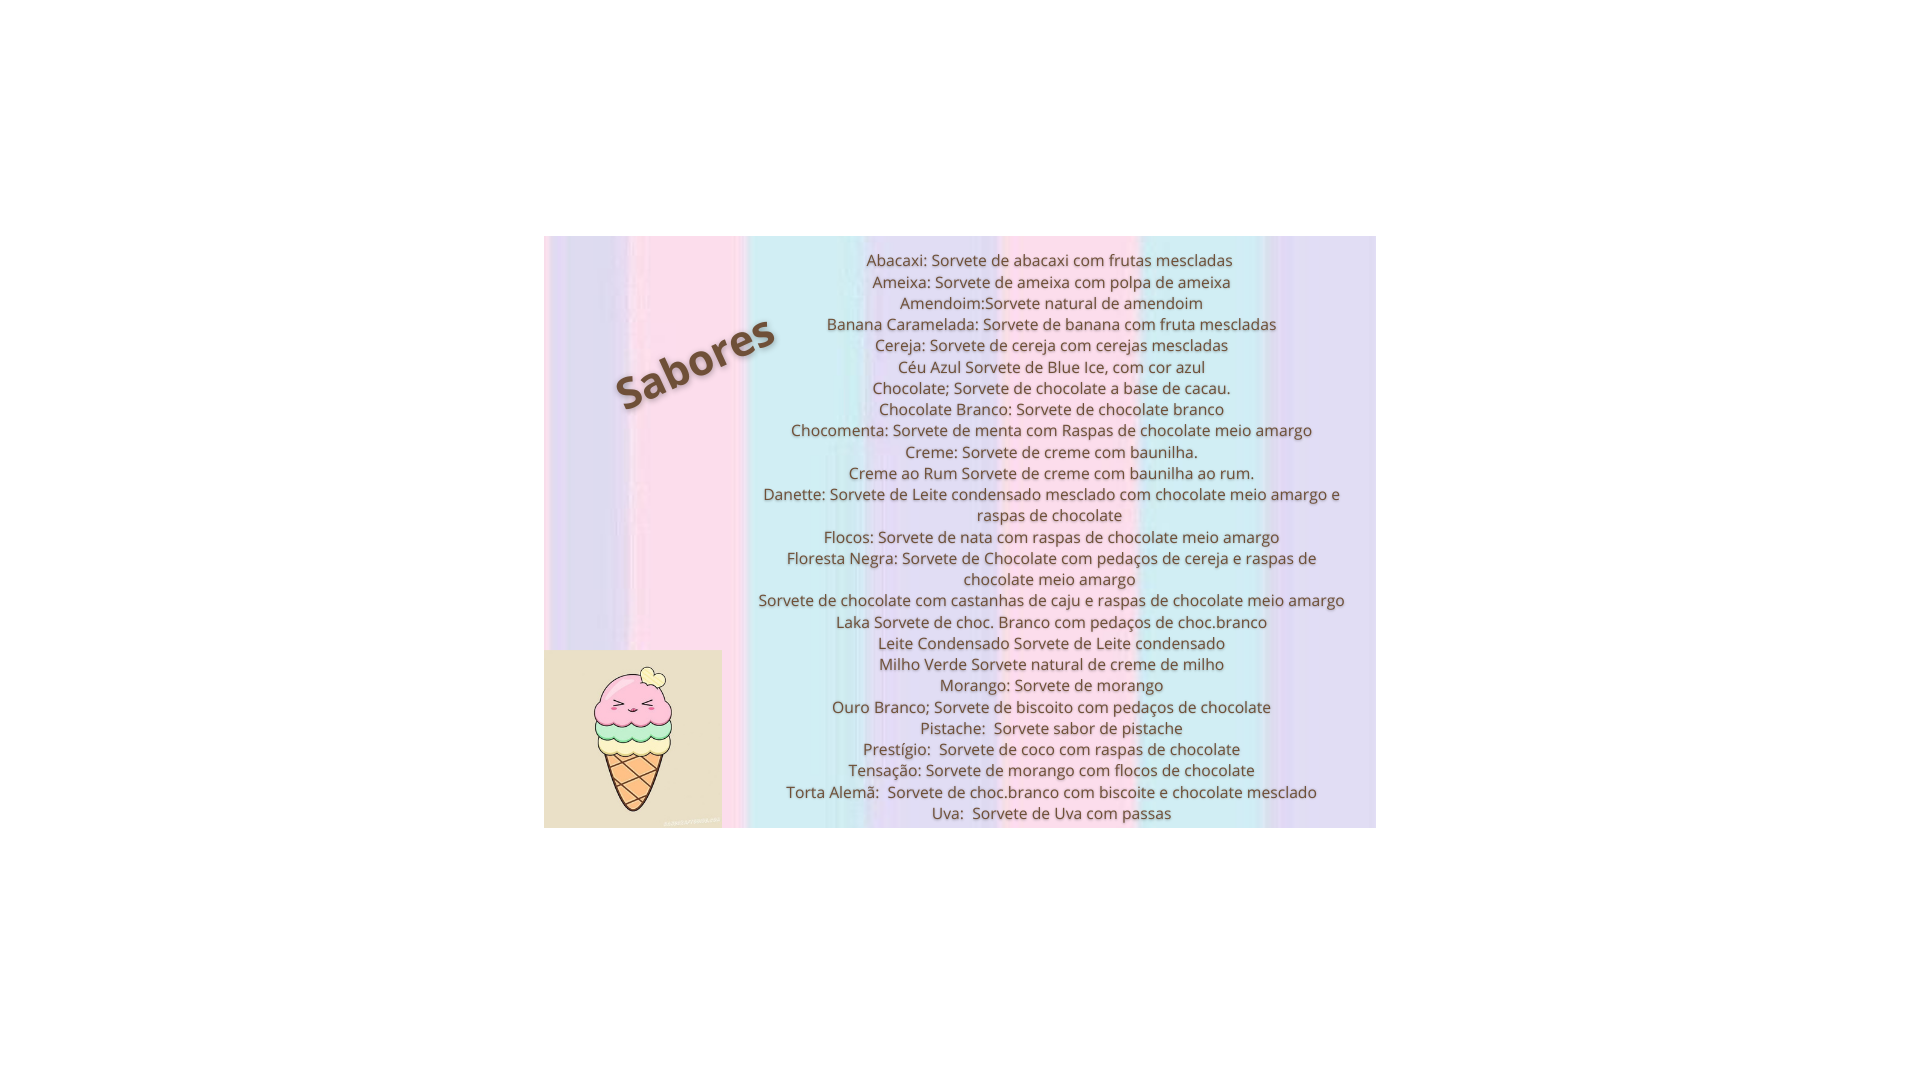 Sabores
Abacaxi: Sorvete de abacaxi com frutas mescladas
Ameixa: Sorvete de ameixa com polpa de ameixa
Amendoim:Sorvete natural de amendoim
Banana Caramelada: Sorvete de banana com fruta mescladas
Cereja: Sorvete de cereja com cerejas mescladas
Céu Azul Sorvete de Blue Ice, com cor azul
Chocolate; Sorvete de chocolate a base de cacau.
Chocolate Branco: Sorvete de chocolate branco
Chocomenta: Sorvete de menta com Raspas de chocolate meio amargo
Creme: Sorvete de creme com baunilha.
Creme ao Rum Sorvete de creme com baunilha ao rum.
Danette: Sorvete de Leite condensado mesclado com chocolate meio amargo e
raspas de chocolate
Flocos: Sorvete de nata com raspas de chocolate meio amargo
Floresta Negra: Sorvete de Chocolate com pedaços de cereja e raspas de
chocolate meio amargo
Sorvete de chocolate com castanhas de caju e raspas de chocolate meio amargo
Laka Sorvete de choc. Branco com pedaços de choc.branco
Leite Condensado Sorvete de Leite condensado
Milho Verde Sorvete natural de creme de milho
Morango: Sorvete de morango
Ouro Branco; Sorvete de biscoito com pedaços de chocolate
Pistache:  Sorvete sabor de pistache
Prestígio:  Sorvete de coco com raspas de chocolate
Tensação: Sorvete de morango com flocos de chocolate
Torta Alemã:  Sorvete de choc.branco com biscoite e chocolate mesclado
Uva:  Sorvete de Uva com passas